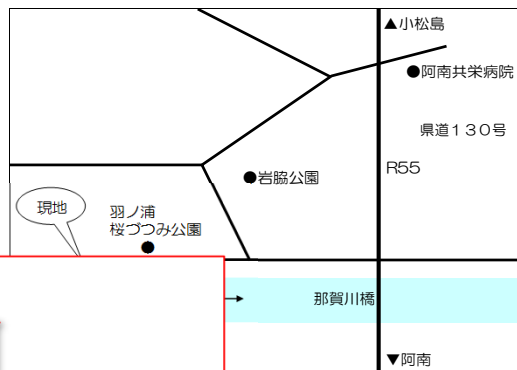 ▲小松島
●阿南共栄病院
県道130号
R55
●岩脇公園
現地
羽ノ浦
桜づつみ公園
那賀川橋
▼阿南